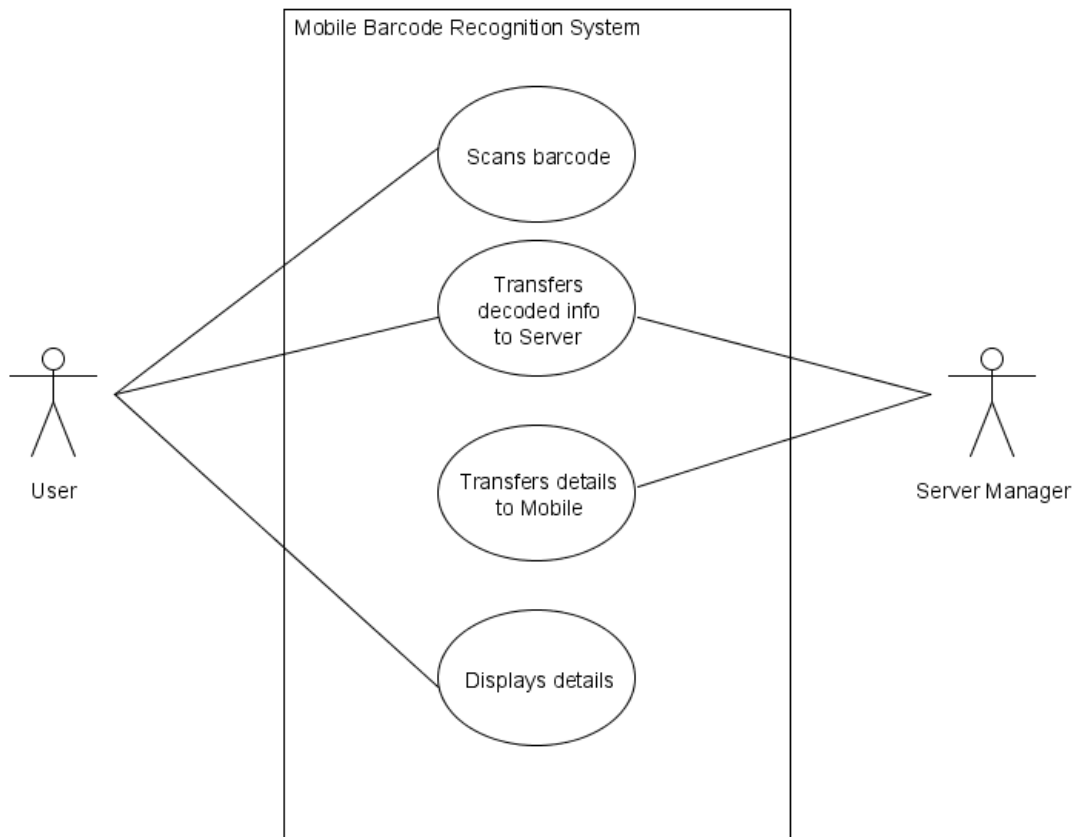 Mobile Barcode Recognition System
Scans barcode
Transfers
decoded info
to Server
User
Server Manager
Transfers details
to Mobile
Displays details